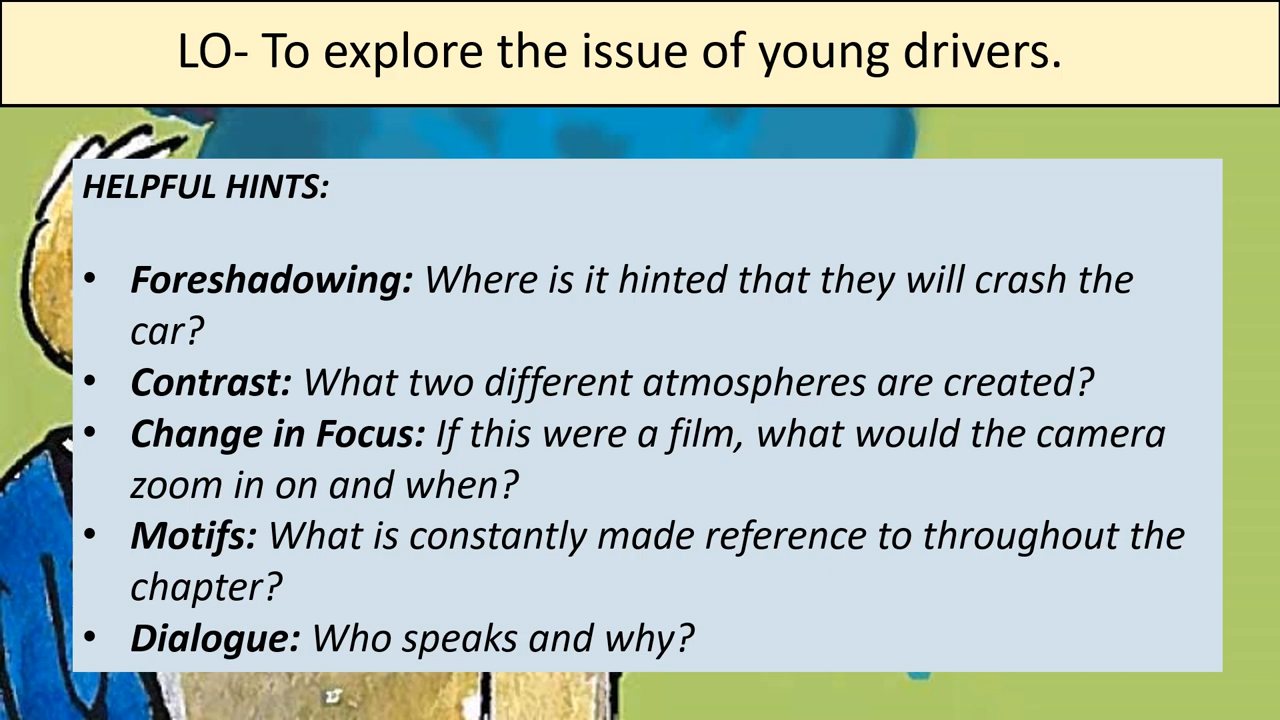 LO- To explore the issue of young drivers.
HELPFUL HINTS:
• Foreshadowing: Where is it hinted that they will crash the
car?
• Contrast: What two different atmospheres are created?
• Change in Focus: If this were a film, what would the camera
zoom in on and when?
• Motifs: What is constantly made reference to throughout the
chapter?
• Dialogue: Who speaks and why?